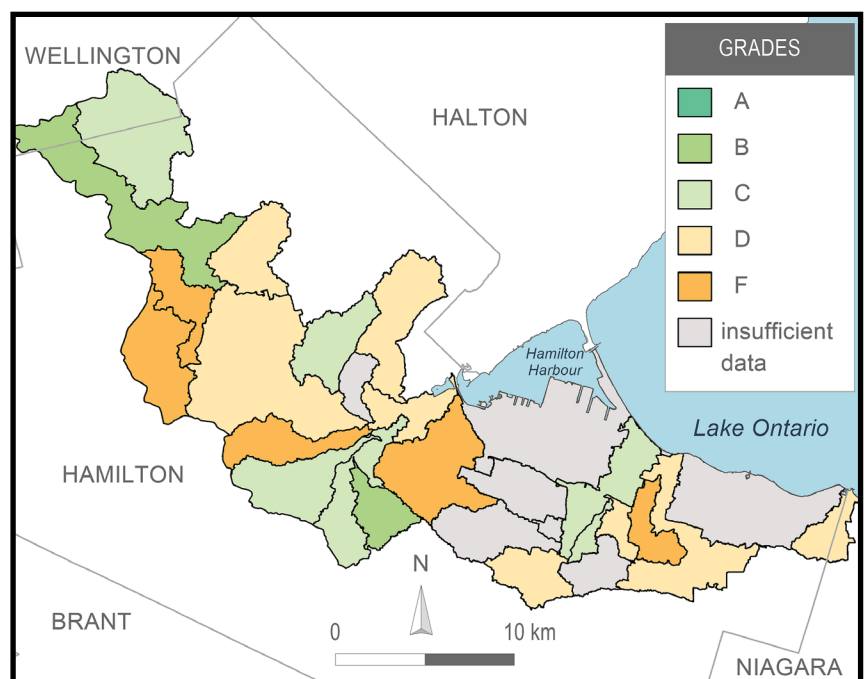 WELLINGTON
HALTON
GRADES
A
B
C
D
F
insufficient
data
Hamilton
Harbour
Lake Ontario
HAMILTON
N
BRANT
0 10 km
NIAGARA